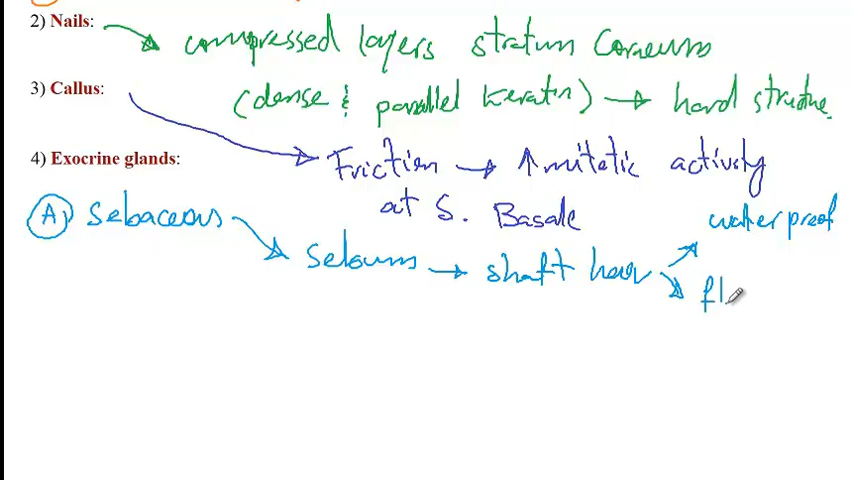 2) Nails: compressed layers stratum Corneum
3) Callus: (dense & parallel keratin) → hard structure.
4) Exocrine glands: Friction → ↑ mitotic activity
at S. Basale
A) Sebaceous waterproof
Sebum → shaft hair
fl